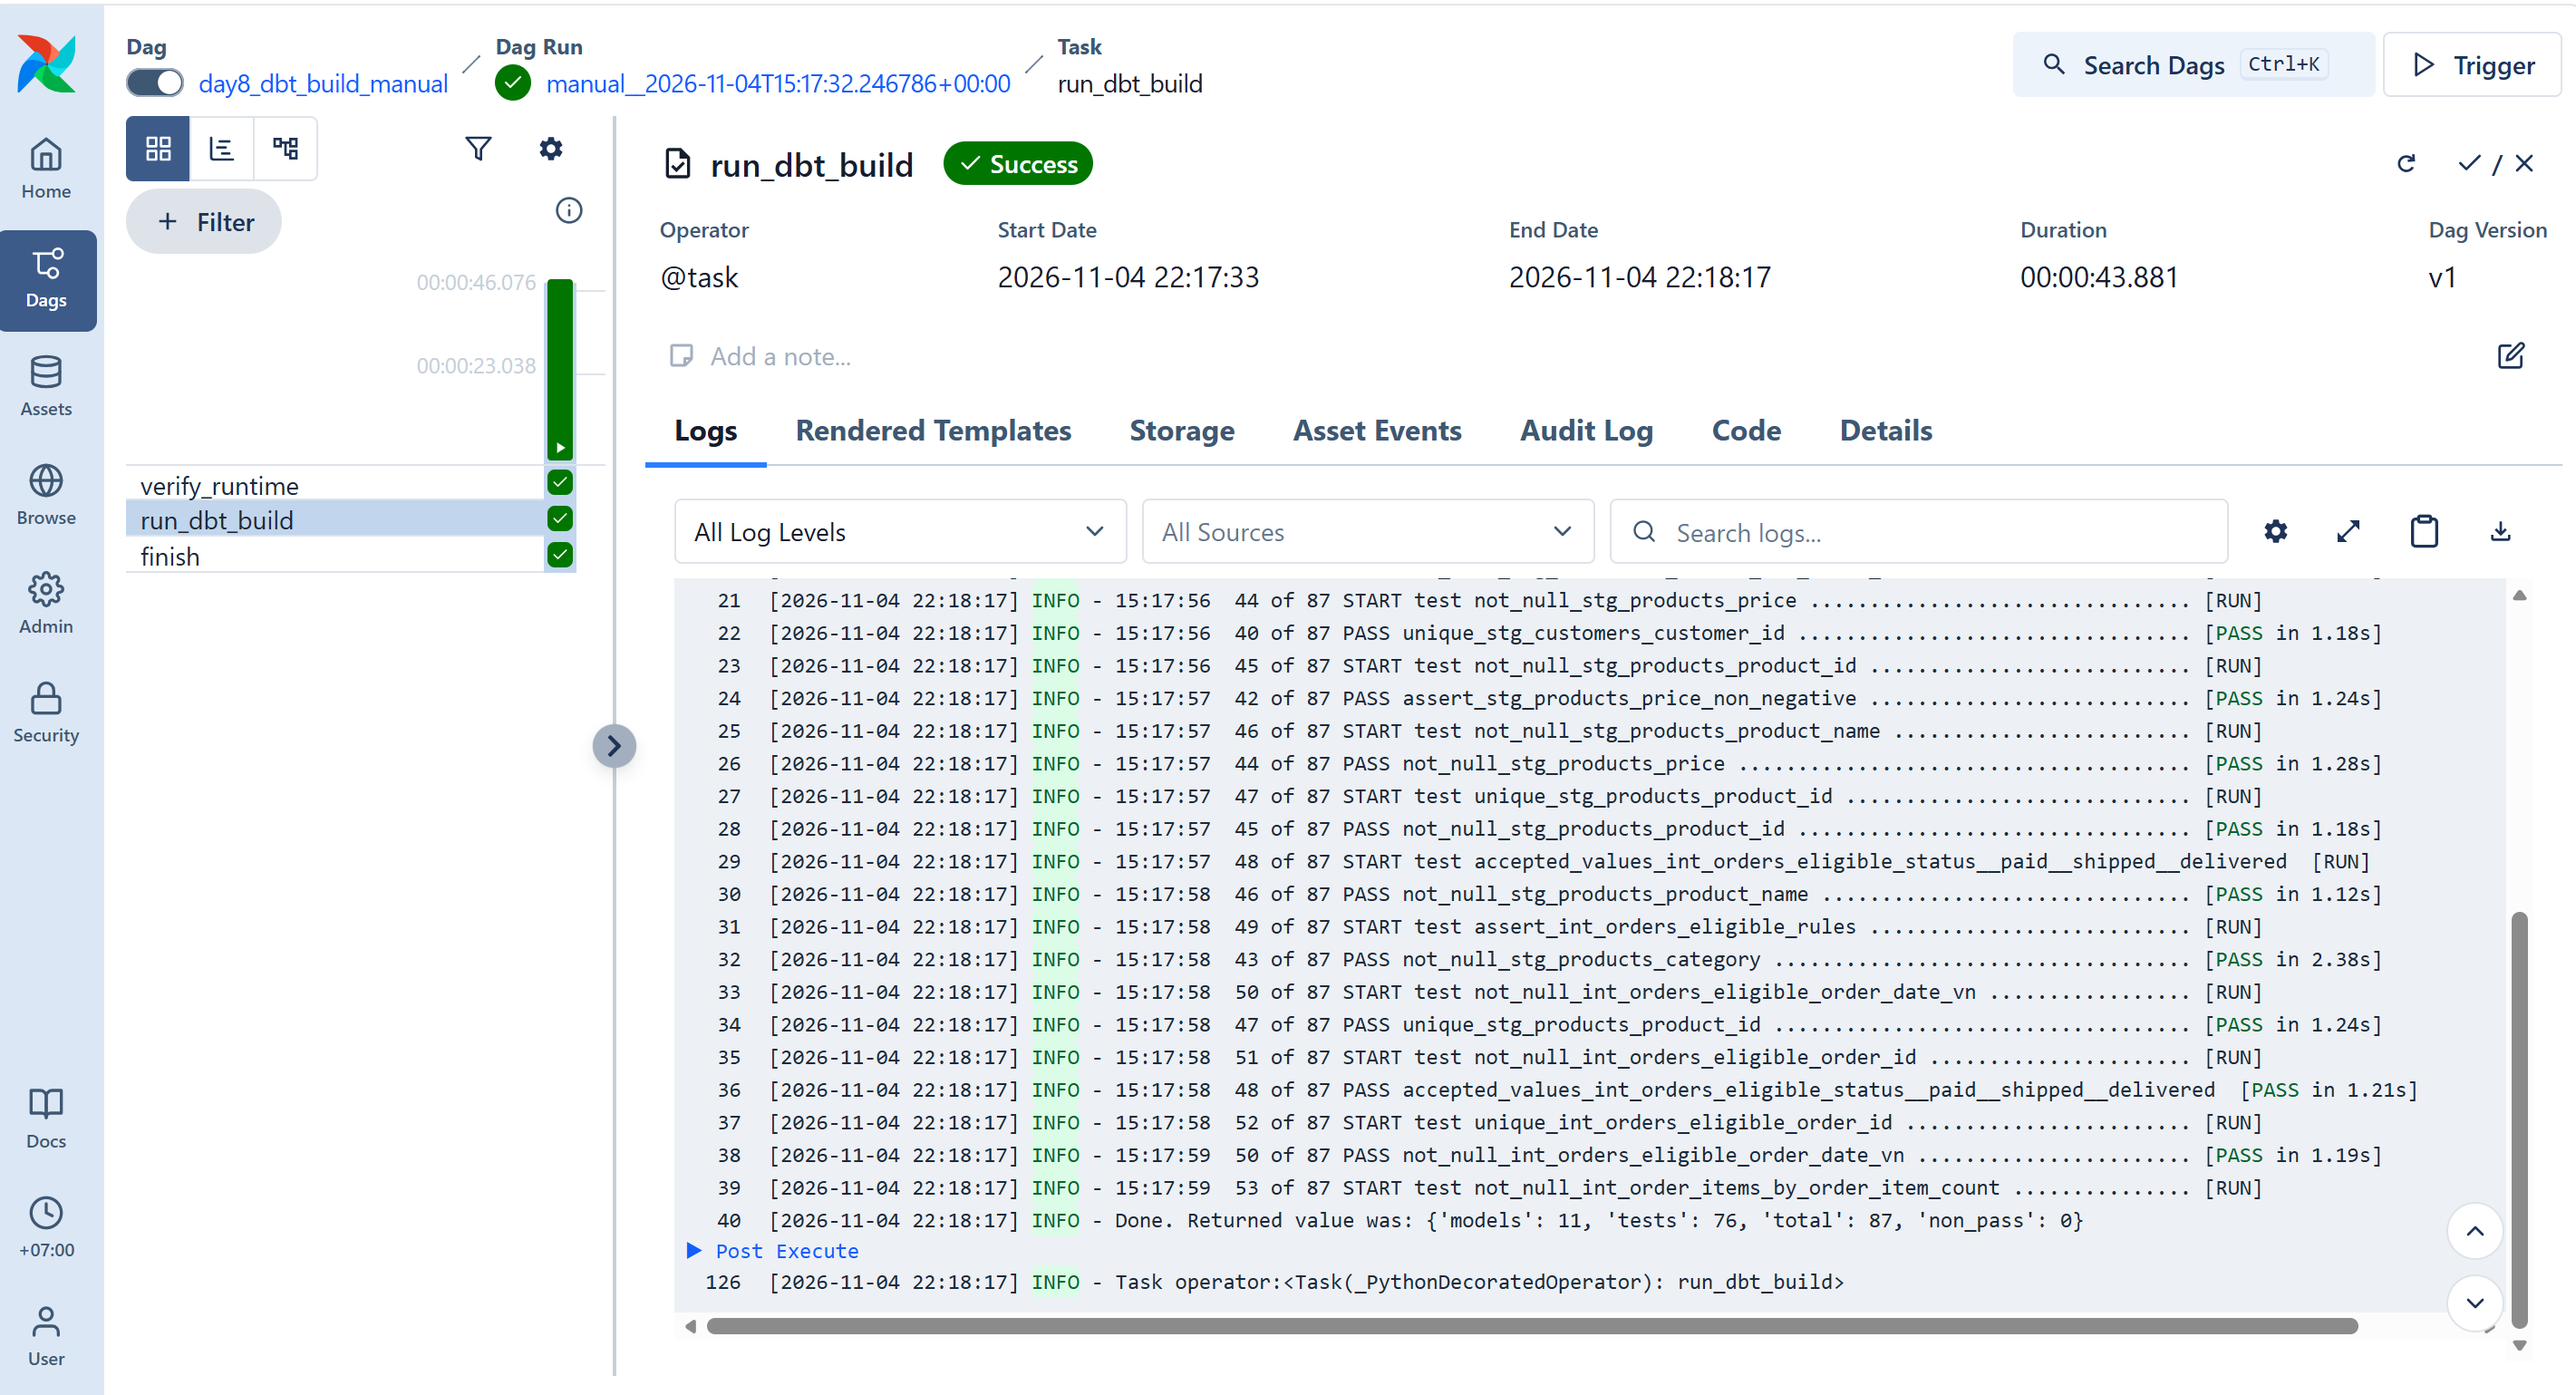 Dag
day8_dbt_build_manual
Dag Run
manual__2026-11-04T15:17:32.246786+00:00
Task
run_dbt_build
Search Dags Ctrl+K
Trigger
Home
Dags
Assets
Browse
Admin
Security
Docs
+07:00
User
Filter
00:00:46.076
00:00:23.038
verify_runtime
run_dbt_build
finish
run_dbt_build Success
/
Operator Start Date End Date Duration Dag Version
@task 2026-11-04 22:17:33 2026-11-04 22:18:17 00:00:43.881 v1
Add a note...
Logs Rendered Templates Storage Asset Events Audit Log Code Details
All Log Levels All Sources Search logs...
21 [2026-11-04 22:18:17] INFO - 15:17:56 44 of 87 START test not_null_stg_products_price ................................ [RUN]
22 [2026-11-04 22:18:17] INFO - 15:17:56 40 of 87 PASS unique_stg_customers_customer_id ................................. [PASS in 1.18s]
23 [2026-11-04 22:18:17] INFO - 15:17:56 45 of 87 START test not_null_stg_products_product_id ........................... [RUN]
24 [2026-11-04 22:18:17] INFO - 15:17:57 42 of 87 PASS assert_stg_products_price_non_negative ........................... [PASS in 1.24s]
25 [2026-11-04 22:18:17] INFO - 15:17:57 46 of 87 START test not_null_stg_products_product_name ......................... [RUN]
26 [2026-11-04 22:18:17] INFO - 15:17:57 44 of 87 PASS not_null_stg_products_price ...................................... [PASS in 1.28s]
27 [2026-11-04 22:18:17] INFO - 15:17:57 47 of 87 START test unique_stg_products_product_id ............................. [RUN]
28 [2026-11-04 22:18:17] INFO - 15:17:57 45 of 87 PASS not_null_stg_products_product_id ................................. [PASS in 1.18s]
29 [2026-11-04 22:18:17] INFO - 15:17:57 48 of 87 START test accepted_values_int_orders_eligible_status__paid__shipped__delivered [RUN]
30 [2026-11-04 22:18:17] INFO - 15:17:58 46 of 87 PASS not_null_stg_products_product_name ............................... [PASS in 1.12s]
31 [2026-11-04 22:18:17] INFO - 15:17:58 49 of 87 START test assert_int_orders_eligible_rules ........................... [RUN]
32 [2026-11-04 22:18:17] INFO - 15:17:58 43 of 87 PASS not_null_stg_products_category ................................... [PASS in 2.38s]
33 [2026-11-04 22:18:17] INFO - 15:17:58 50 of 87 START test not_null_int_orders_eligible_order_date_vn ................. [RUN]
34 [2026-11-04 22:18:17] INFO - 15:17:58 47 of 87 PASS unique_stg_products_product_id ................................... [PASS in 1.24s]
35 [2026-11-04 22:18:17] INFO - 15:17:58 51 of 87 START test not_null_int_orders_eligible_order_id ...................... [RUN]
36 [2026-11-04 22:18:17] INFO - 15:17:58 48 of 87 PASS accepted_values_int_orders_eligible_status__paid__shipped__delivered [PASS in 1.21s]
37 [2026-11-04 22:18:17] INFO - 15:17:58 52 of 87 START test unique_int_orders_eligible_order_id ........................ [RUN]
38 [2026-11-04 22:18:17] INFO - 15:17:59 50 of 87 PASS not_null_int_orders_eligible_order_date_vn ....................... [PASS in 1.19s]
39 [2026-11-04 22:18:17] INFO - 15:17:59 53 of 87 START test not_null_int_order_items_by_order_item_count ............... [RUN]
40 [2026-11-04 22:18:17] INFO - Done. Returned value was: {'models': 11, 'tests': 76, 'total': 87, 'non_pass': 0}
Post Execute
126 [2026-11-04 22:18:17] INFO - Task operator:<Task(_PythonDecoratedOperator): run_dbt_build>